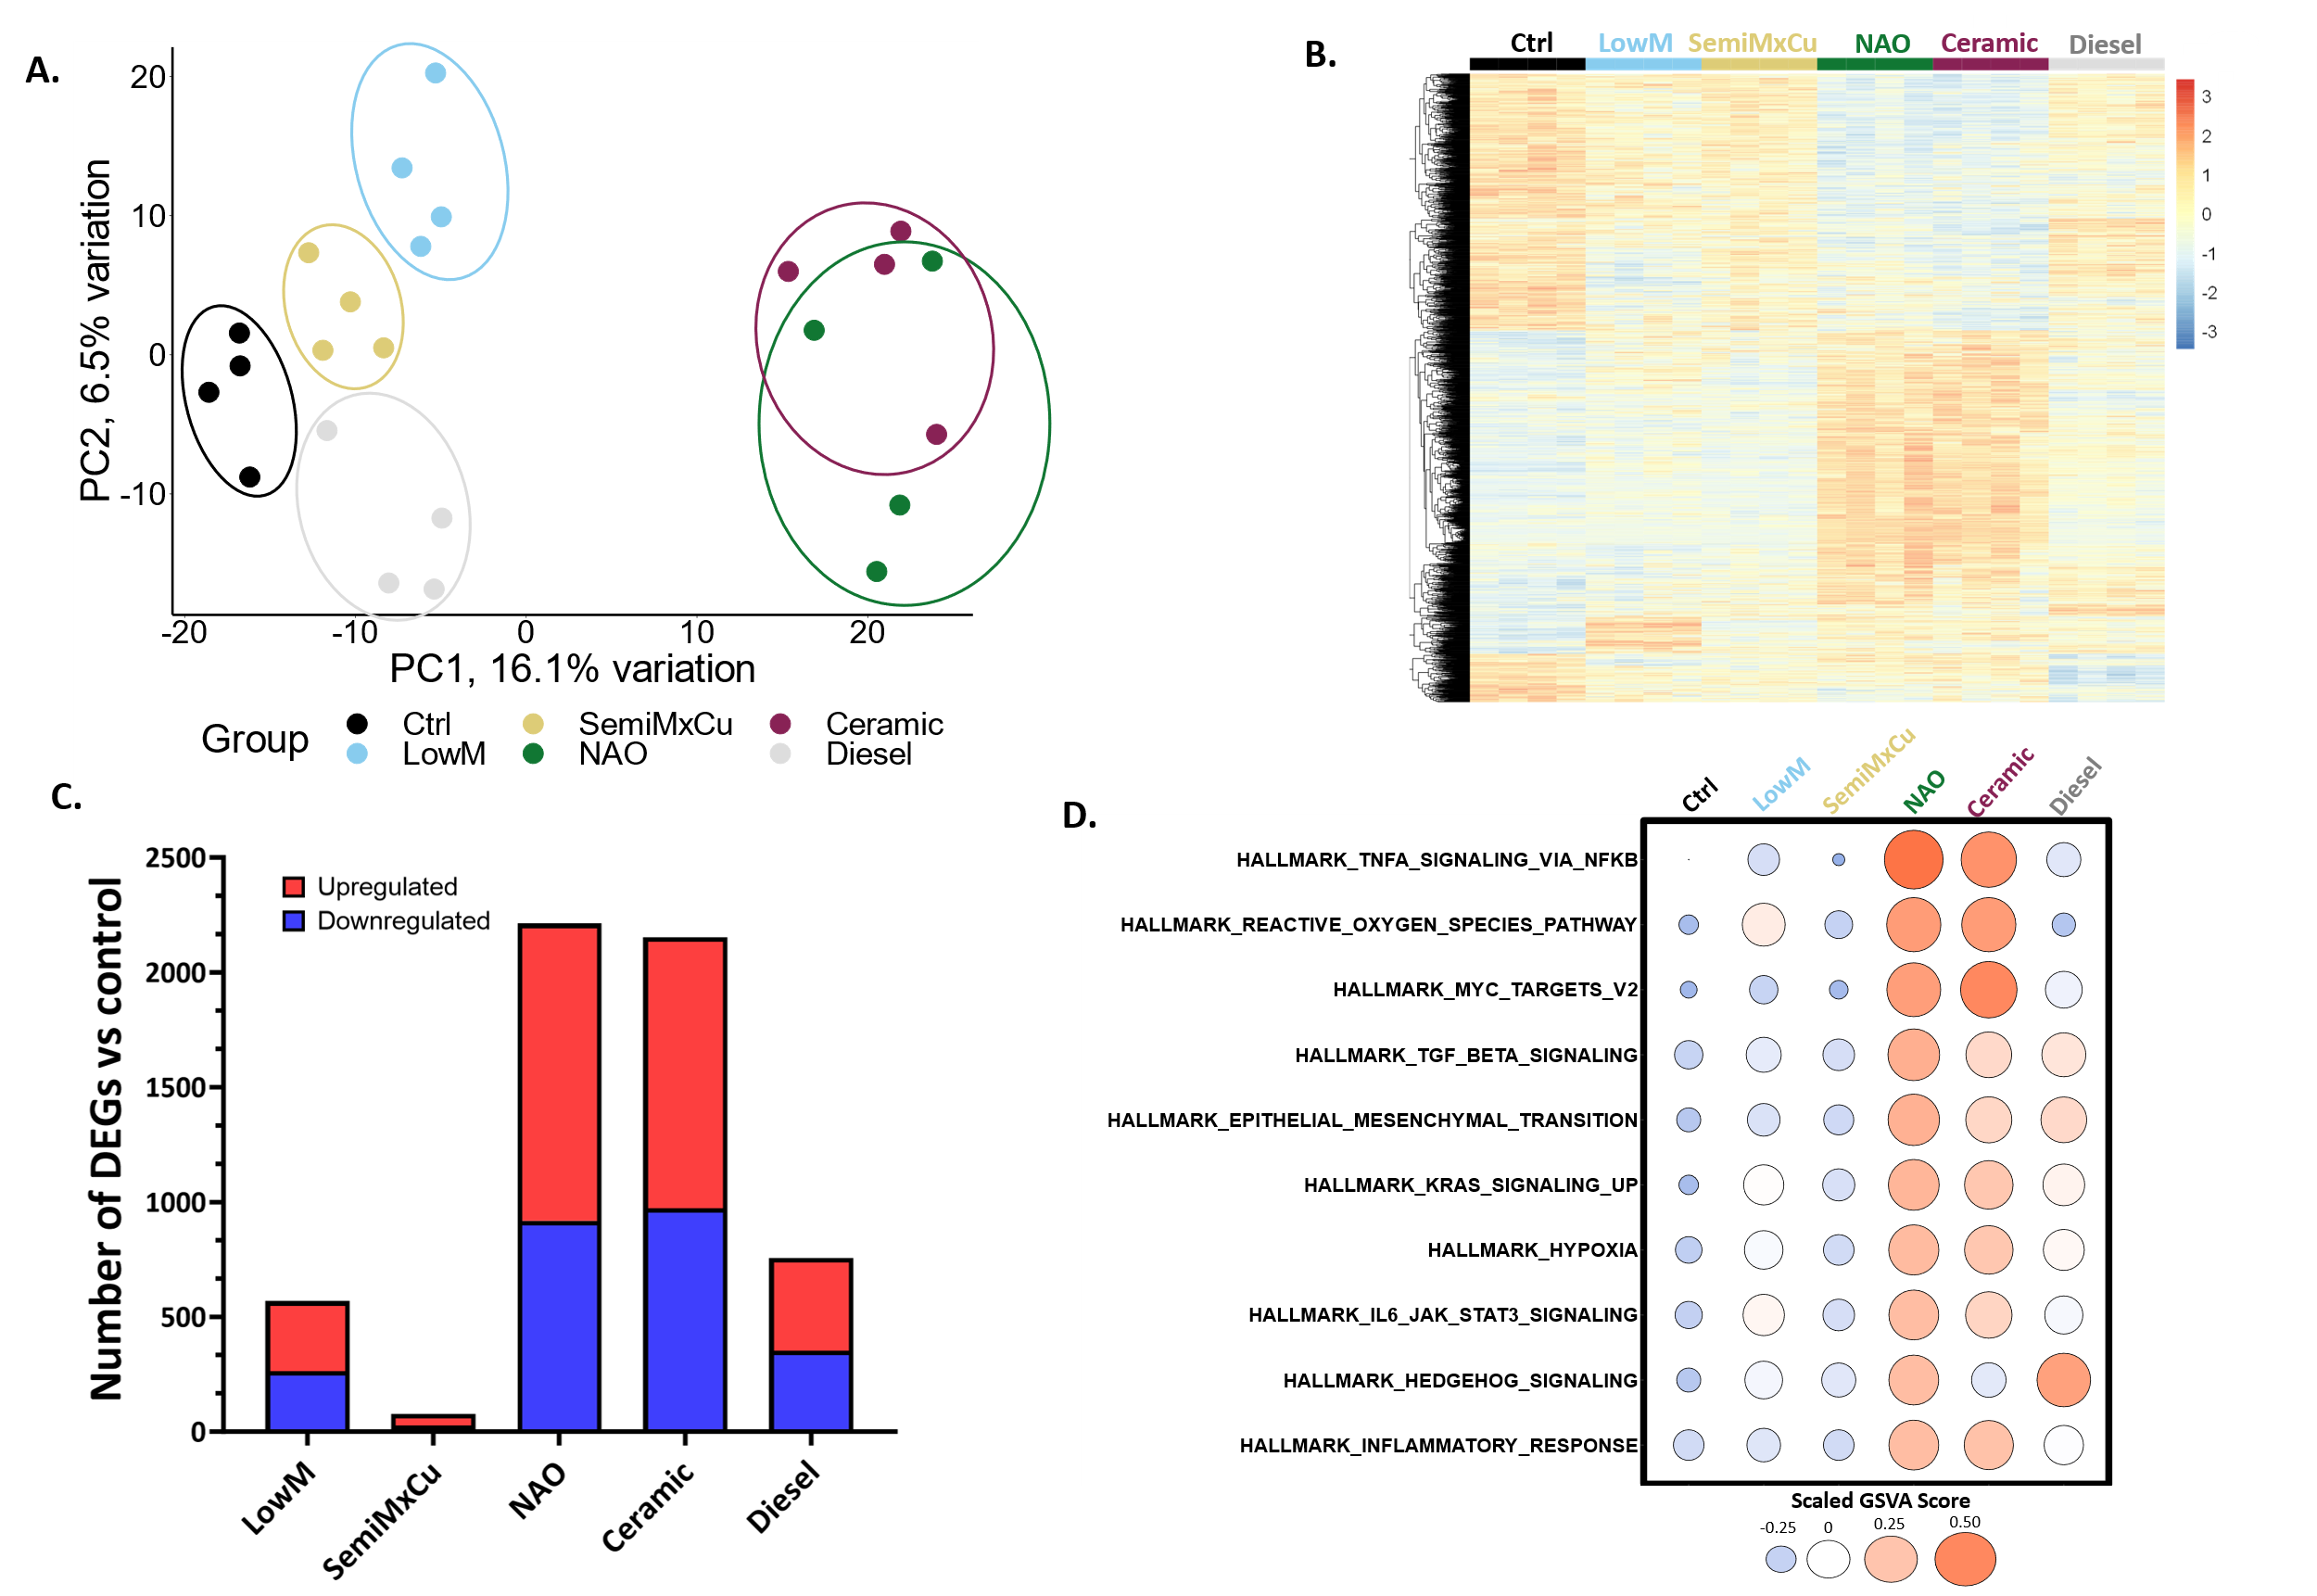 A.
20
10
0
-10
PC2, 6.5% variation
-20 -10 0 10 20
PC1, 16.1% variation
Group
Ctrl SemiMxCu Ceramic
LowM NAO Diesel
B.
Ctrl LowM SemiMxCu NAO Ceramic Diesel
3
2
1
0
-1
-2
-3
C.
Number of DEGs vs control
2500
2000
1500
1000
500
0
Upregulated
Downregulated
LowM SemiMxCu NAO Ceramic Diesel
D.
Ctrl LowM SemiMxCu NAO Ceramic Diesel
HALLMARK_TNFA_SIGNALING_VIA_NFKB
HALLMARK_REACTIVE_OXYGEN_SPECIES_PATHWAY
HALLMARK_MYC_TARGETS_V2
HALLMARK_TGF_BETA_SIGNALING
HALLMARK_EPITHELIAL_MESENCHYMAL_TRANSITION
HALLMARK_KRAS_SIGNALING_UP
HALLMARK_HYPOXIA
HALLMARK_IL6_JAK_STAT3_SIGNALING
HALLMARK_HEDGEHOG_SIGNALING
HALLMARK_INFLAMMATORY_RESPONSE
Scaled GSVA Score
-0.25 0 0.25 0.50